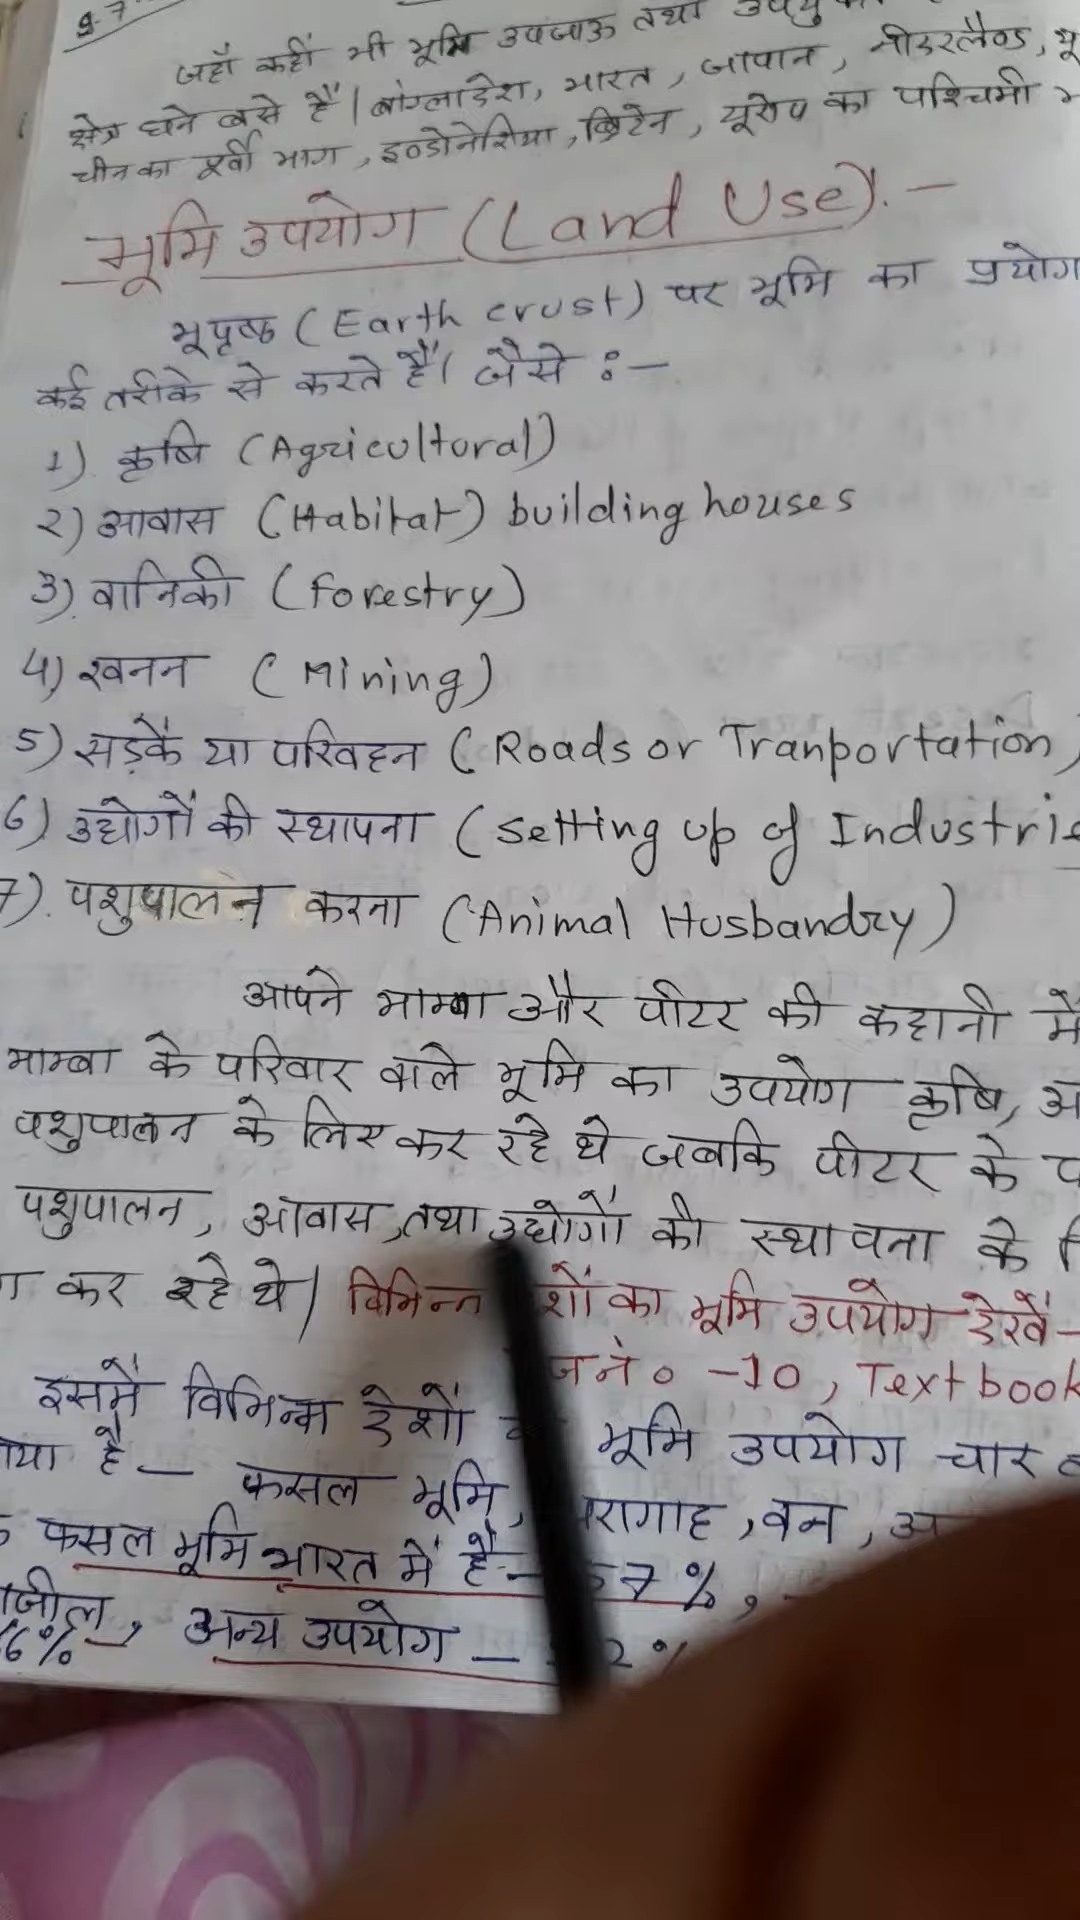 9-7
जहाँ कहीं भी भूमि उपजाऊ तथा
क्षेत्र घने बसे हैं। बांग्लादेश, भारत, जापान, नीदरलैण्ड,
चीन का पूर्वी भाग, इण्डोनेशिया, ब्रिटेन, यूरोप का पश्चिमी
भूमि उपयोग (Land Use). —
भूपृष्ठ (Earth crust) पर भूमि का प्रयोग
कई तरीके से करते हैं। जैसे :-
1) कृषि (Agricultural)
2) आवास (Habitat) building houses
3) वानिकी (forestry)
4) खनन (Mining)
5) सड़कें या परिवहन (Roads or Tranportation)
6) उद्योगों की स्थापना (Setting up of Industrie
7) पशुपालन करना (Animal Husbandry)
आपने माम्बा और पीटर की कहानी में
माम्बा के परिवार वाले भूमि का उपयोग कृषि,
पशुपालन के लिए कर रहे थे जबकि पीटर के
पशुपालन, आवास, तथा उद्योगों की स्थापना के
कर रहे थे। विभिन्न का भूमि उपयोग देखें-
नं० -10, Textbook
इसमें विभिन्न देशों भूमि उपयोग चार
है — फसल भूमि, वन,
फसल भूमि भारत में है- 57%,
अन्य उपयोग —